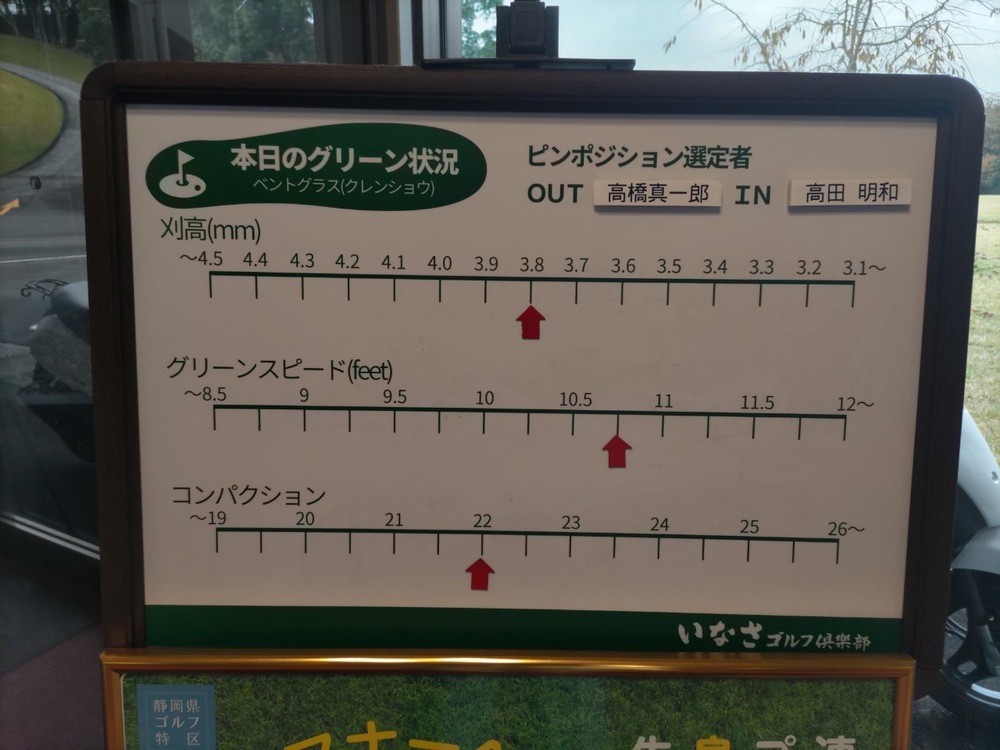 本日のグリーン状況
ベントグラス(クレンショウ)
ピンポジション選定者
OUT 高橋真一郎 IN 高田 明和
刈高(mm)
〜4.5 4.4 4.3 4.2 4.1 4.0 3.9 3.8 3.7 3.6 3.5 3.4 3.3 3.2 3.1〜
グリーンスピード(feet)
〜8.5 9 9.5 10 10.5 11 11.5 12〜
コンパクション
〜19 20 21 22 23 24 25 26〜
いなさゴルフ倶楽部
静岡県
ゴルフ
特区